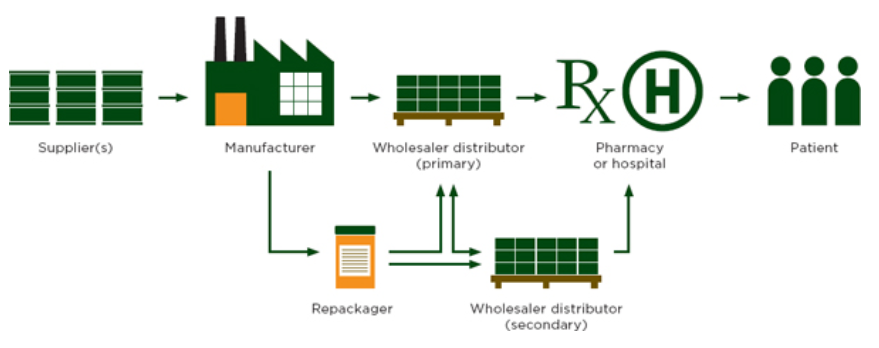 Rx
H
Supplier(s)
Manufacturer
Wholesaler distributor
(primary)
Pharmacy
or hospital
Patient
Repackager
Wholesaler distributor
(secondary)